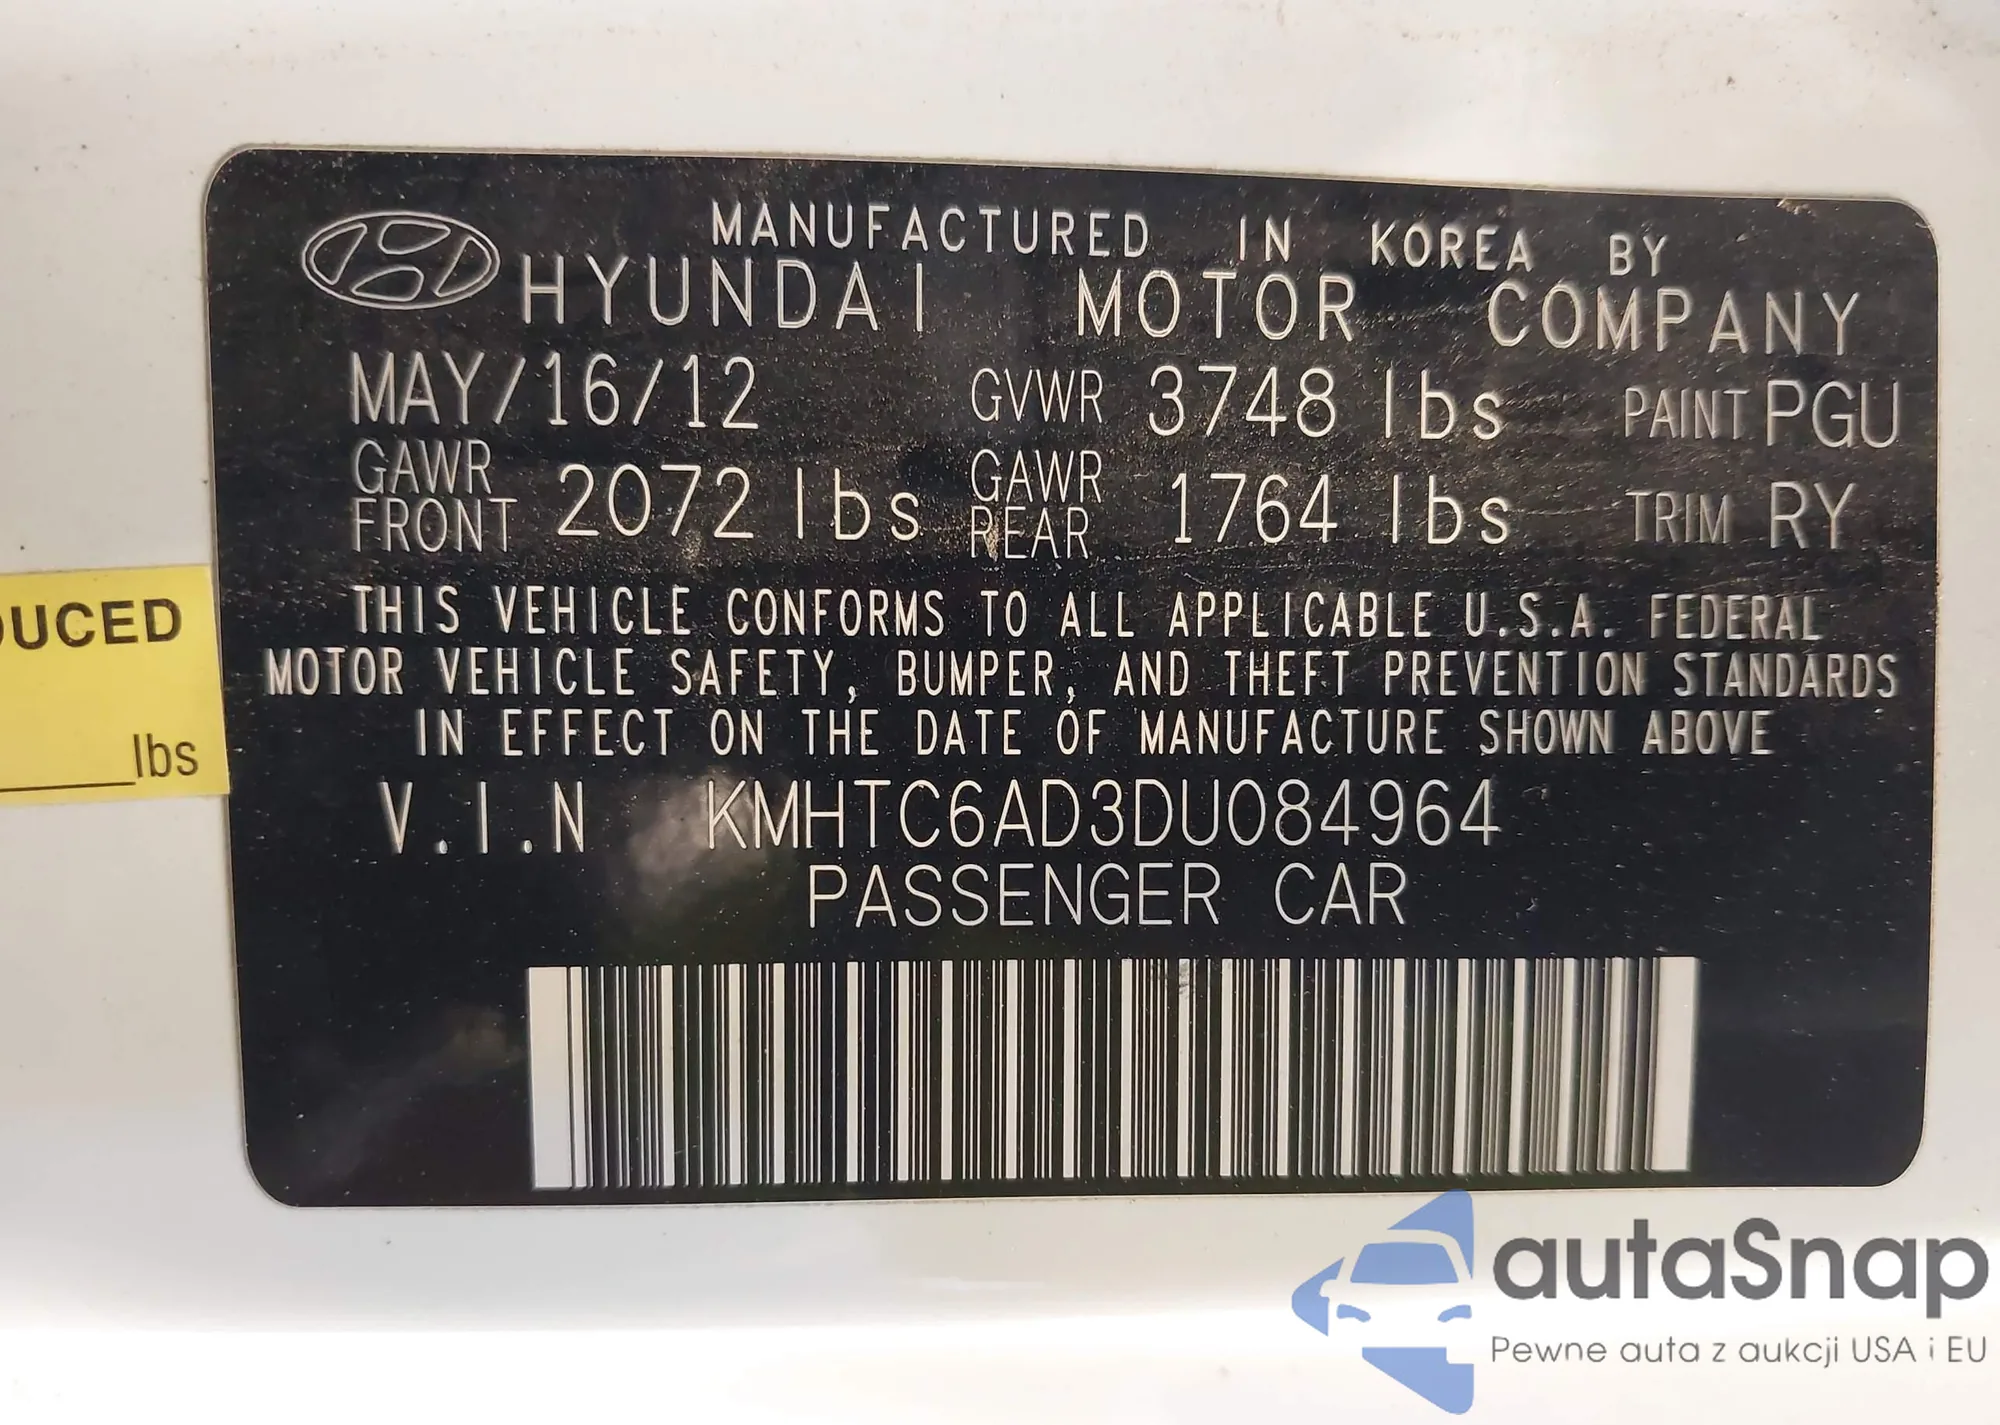 MANUFACTURED IN KOREA BY
HYUNDAI MOTOR COMPANY
MAY/16/12 GVWR 3748 lbs PAINT PGU
GAWR FRONT 2072 lbs GAWR REAR 1764 lbs TRIM RY
THIS VEHICLE CONFORMS TO ALL APPLICABLE U.S.A. FEDERAL
MOTOR VEHICLE SAFETY, BUMPER, AND THEFT PREVENTION STANDARDS
IN EFFECT ON THE DATE OF MANUFACTURE SHOWN ABOVE
V.I.N KMHTC6AD3DU084964
PASSENGER CAR
DUCED
lbs
autaSnap
Pewne auta z aukcji USA i EU